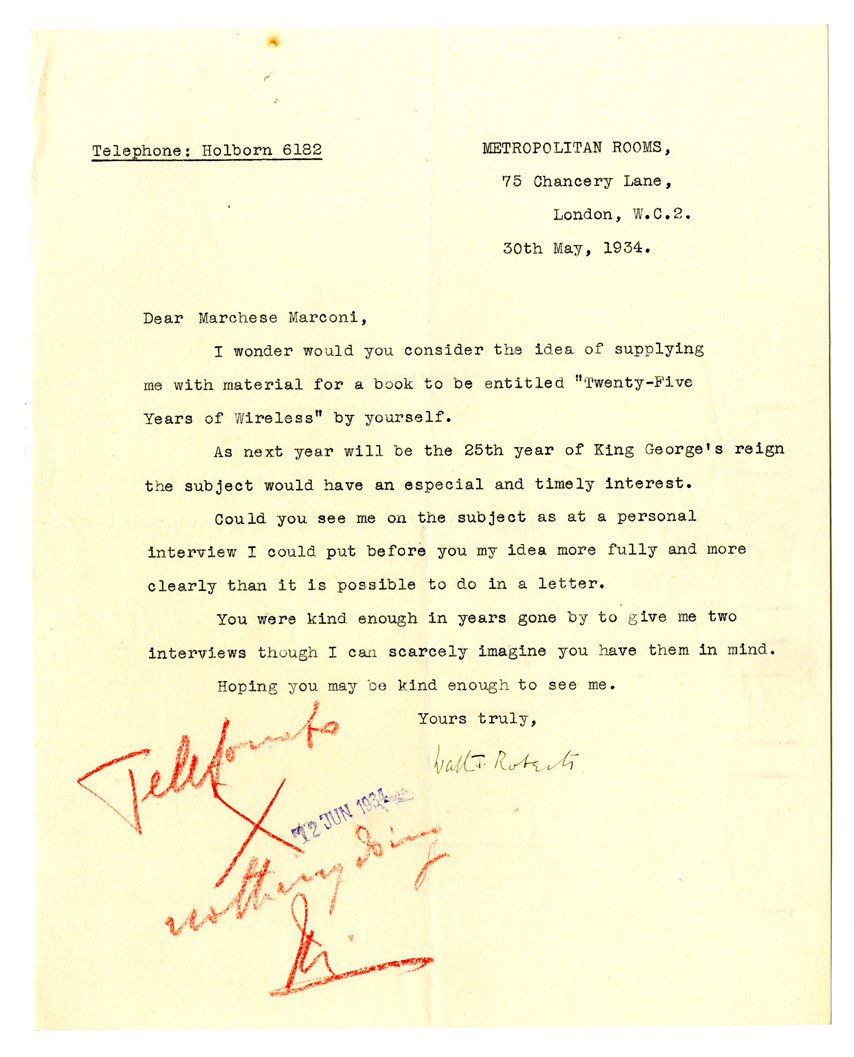 Telephone: Holborn 6182
METROPOLITAN ROOMS,
75 Chancery Lane,
London, W.C.2.
30th May, 1934.
Dear Marchese Marconi,
I wonder would you consider the idea of supplying
me with material for a book to be entitled "Twenty-Five
Years of Wireless" by yourself.
As next year will be the 25th year of King George's reign
the subject would have an especial and timely interest.
Could you see me on the subject as at a personal
interview I could put before you my idea more fully and more
clearly than it is possible to do in a letter.
You were kind enough in years gone by to give me two
interviews though I can scarcely imagine you have them in mind.
Hoping you may be kind enough to see me.
Yours truly,
Roberts
Telefonato
X
JUN 1934
nothing doing